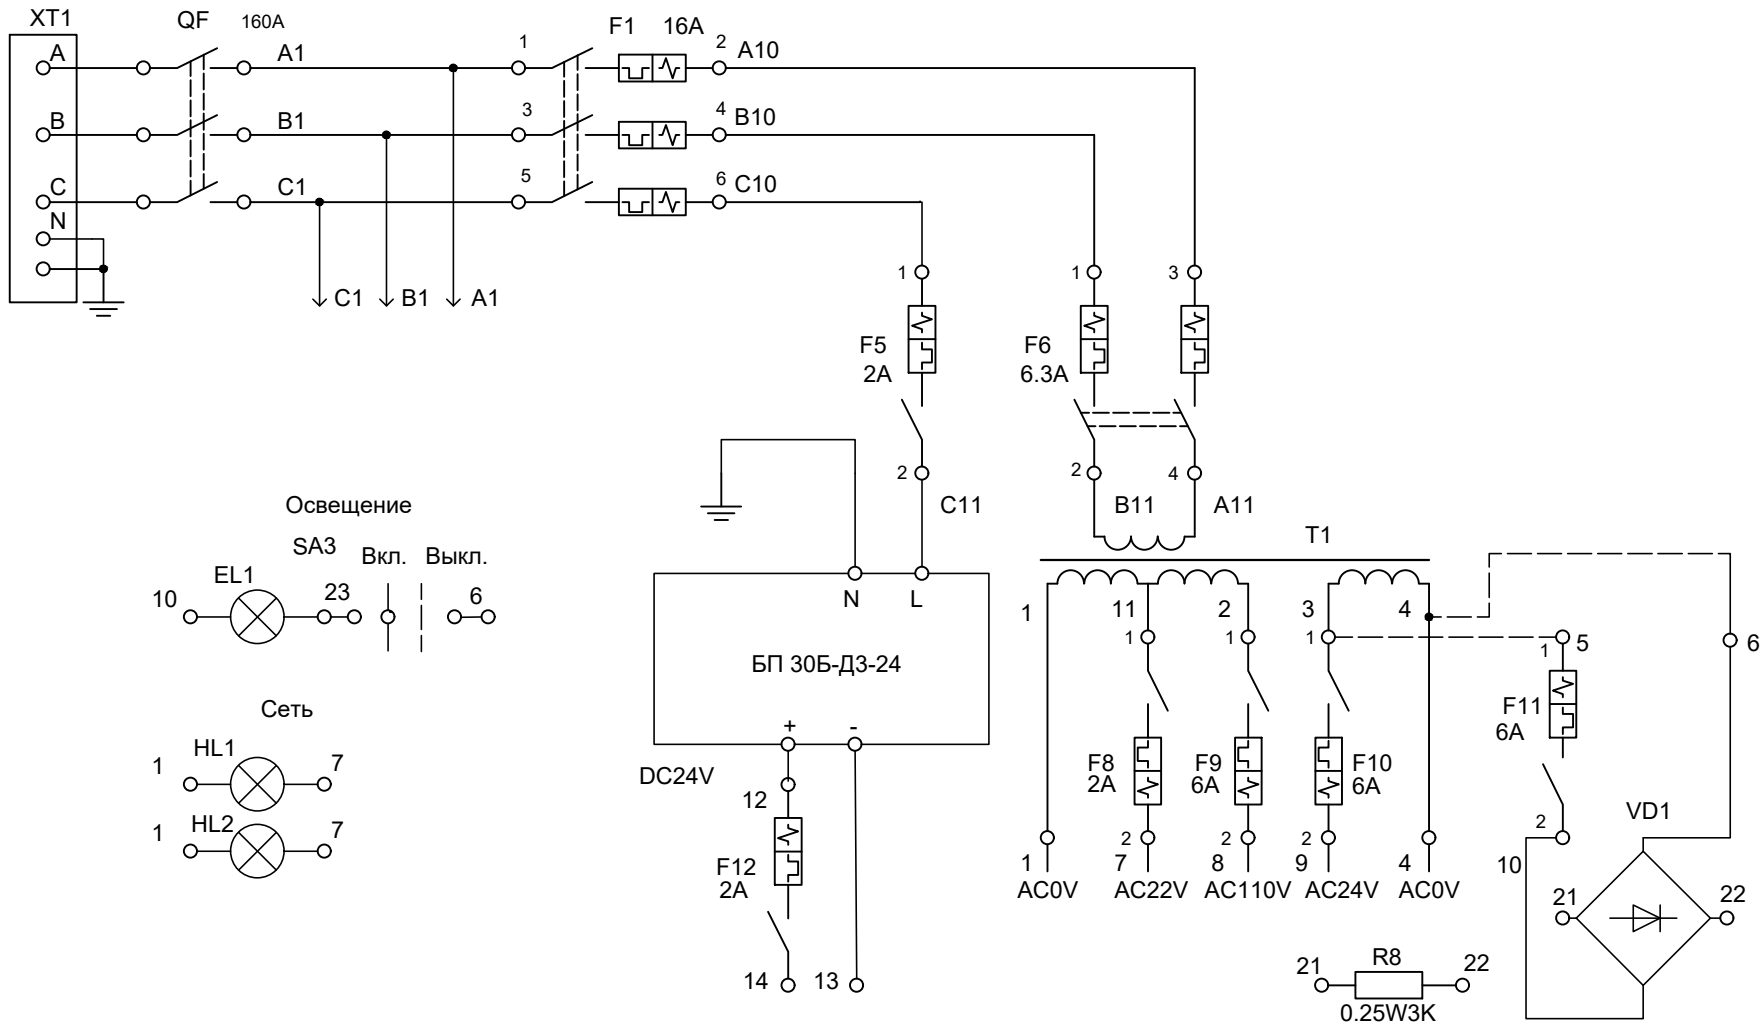 XT1 QF 160A F1 16A
A A1 1 2 A10
B B1 3 4 B10
C C1 5 6 C10
N
C1 B1 A1
1 1 3
F5 F6
2A 6.3A
2 2 4
C11 B11 A11
Освещение
T1
SA3 Вкл. Выкл.
EL1
10 23 6
N L
1 11 2 3 4
1 1 1 1 5 6
БП 30Б-Д3-24
Сеть
F11
6A
+ -
HL1
1 7
DC24V
F8 F9 F10
2A 6A 6A
12
HL2
1 7
2 2 2 2
VD1
F12
2A
1 7 8 9 4 10
AC0V AC22V AC110V AC24V AC0V
21 22
14 13
21 R8 22
0.25W3K